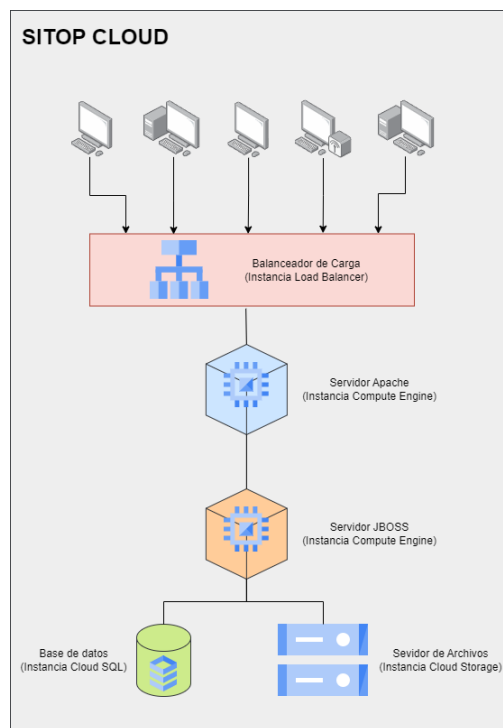 SITOP CLOUD
Balanceador de Carga
(Instancia Load Balancer)
Servidor Apache
(Instancia Compute Engine)
Servidor JBOSS
(Instancia Compute Engine)
Base de datos
(Instancia Cloud SQL)
Sevidor de Archivos
(Instancia Cloud Storage)